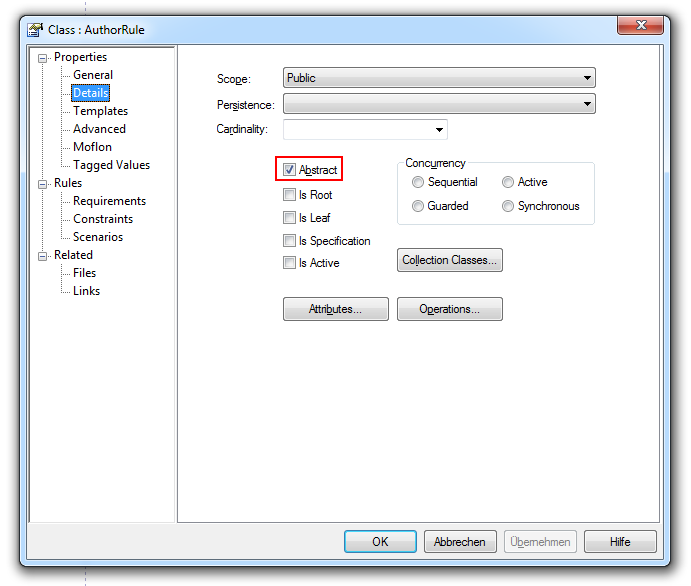 Class : AuthorRule
Properties
General
Details
Templates
Advanced
Moflon
Tagged Values
Rules
Requirements
Constraints
Scenarios
Related
Files
Links
Scope: Public
Persistence:
Cardinality:
Abstract
Is Root
Is Leaf
Is Specification
Is Active
Concurrency
Sequential Active
Guarded Synchronous
Collection Classes...
Attributes... Operations...
OK Abbrechen Übernehmen Hilfe